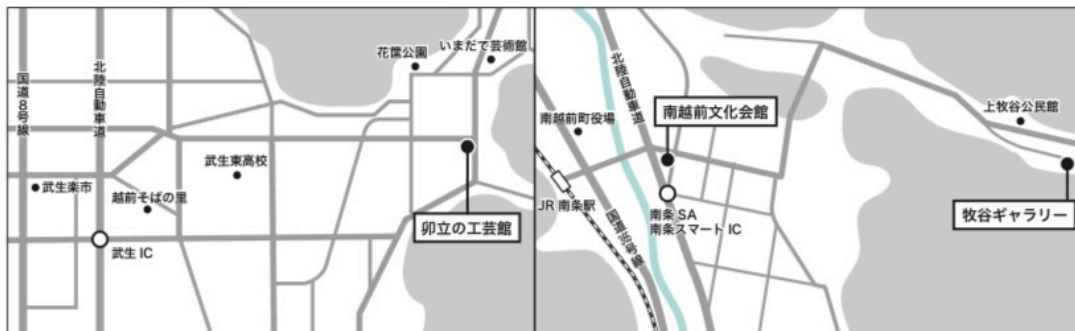 花筐公園
いまだて芸術館
国道8号線
北陸自動車道
武生東高校
武生楽市
越前そばの里
卯立の工芸館
武生 IC
北陸自動車道
南越前文化会館
上牧谷公民館
南越前町役場
JR 南条駅
南条 SA
南条スマート IC
牧谷ギャラリー
国道365号線